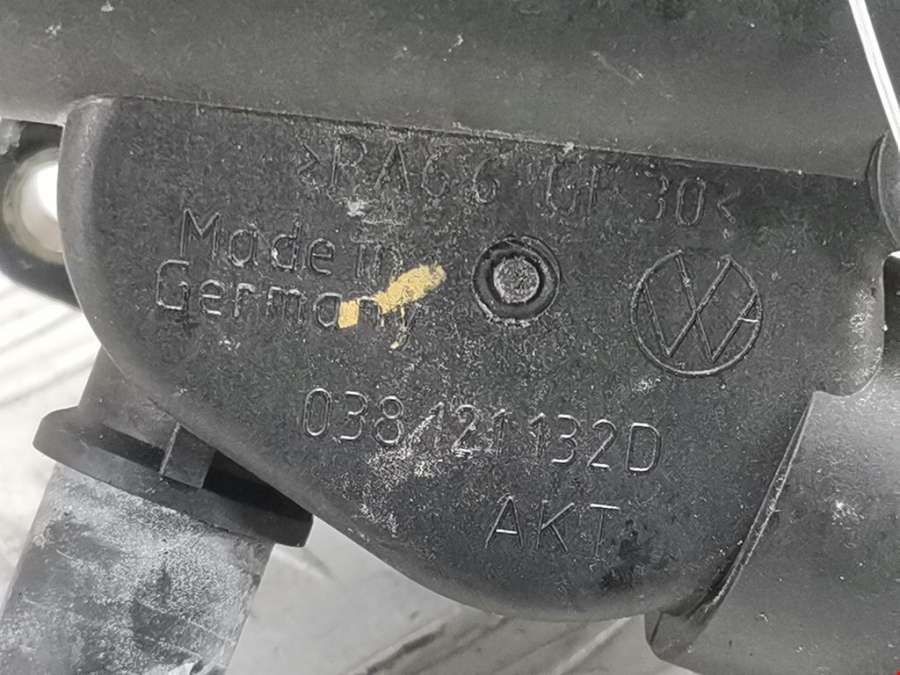 >PA66 GF30<
Made in
Germany
038 121 132D
AKT